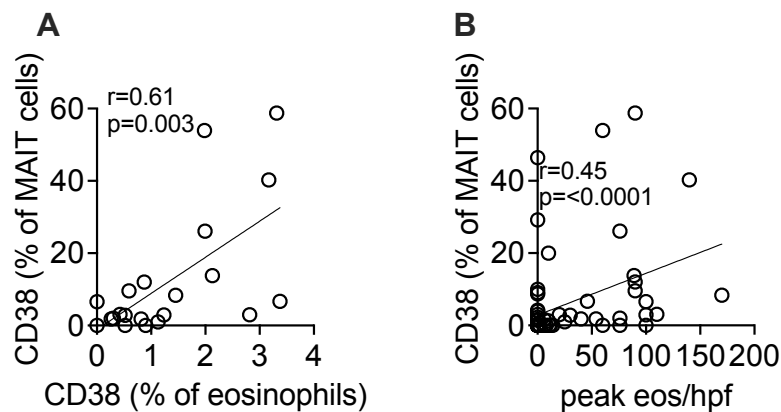 A
CD38 (% of MAIT cells)
r=0.61
p=0.003
60
40
20
0
0 1 2 3 4
CD38 (% of eosinophils)
B
CD38 (% of MAIT cells)
r=0.45
p=<0.0001
60
40
20
0
0 50 100 150 200
peak eos/hpf